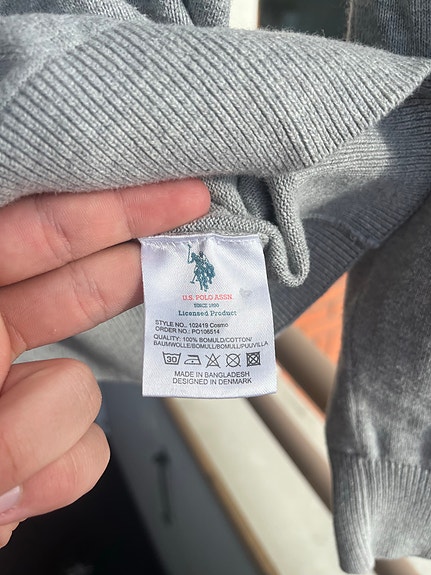 U.S. POLO ASSN.
SINCE 1890
Licensed Product
STYLE NO.: 102419 Cosmo
ORDER NO.: PO106514
QUALITY: 100% BOMULD/COTTON/
BAUMWOLLE/BOMULL/BOMULL/PUUVILLA
30
MADE IN BANGLADESH
DESIGNED IN DENMARK